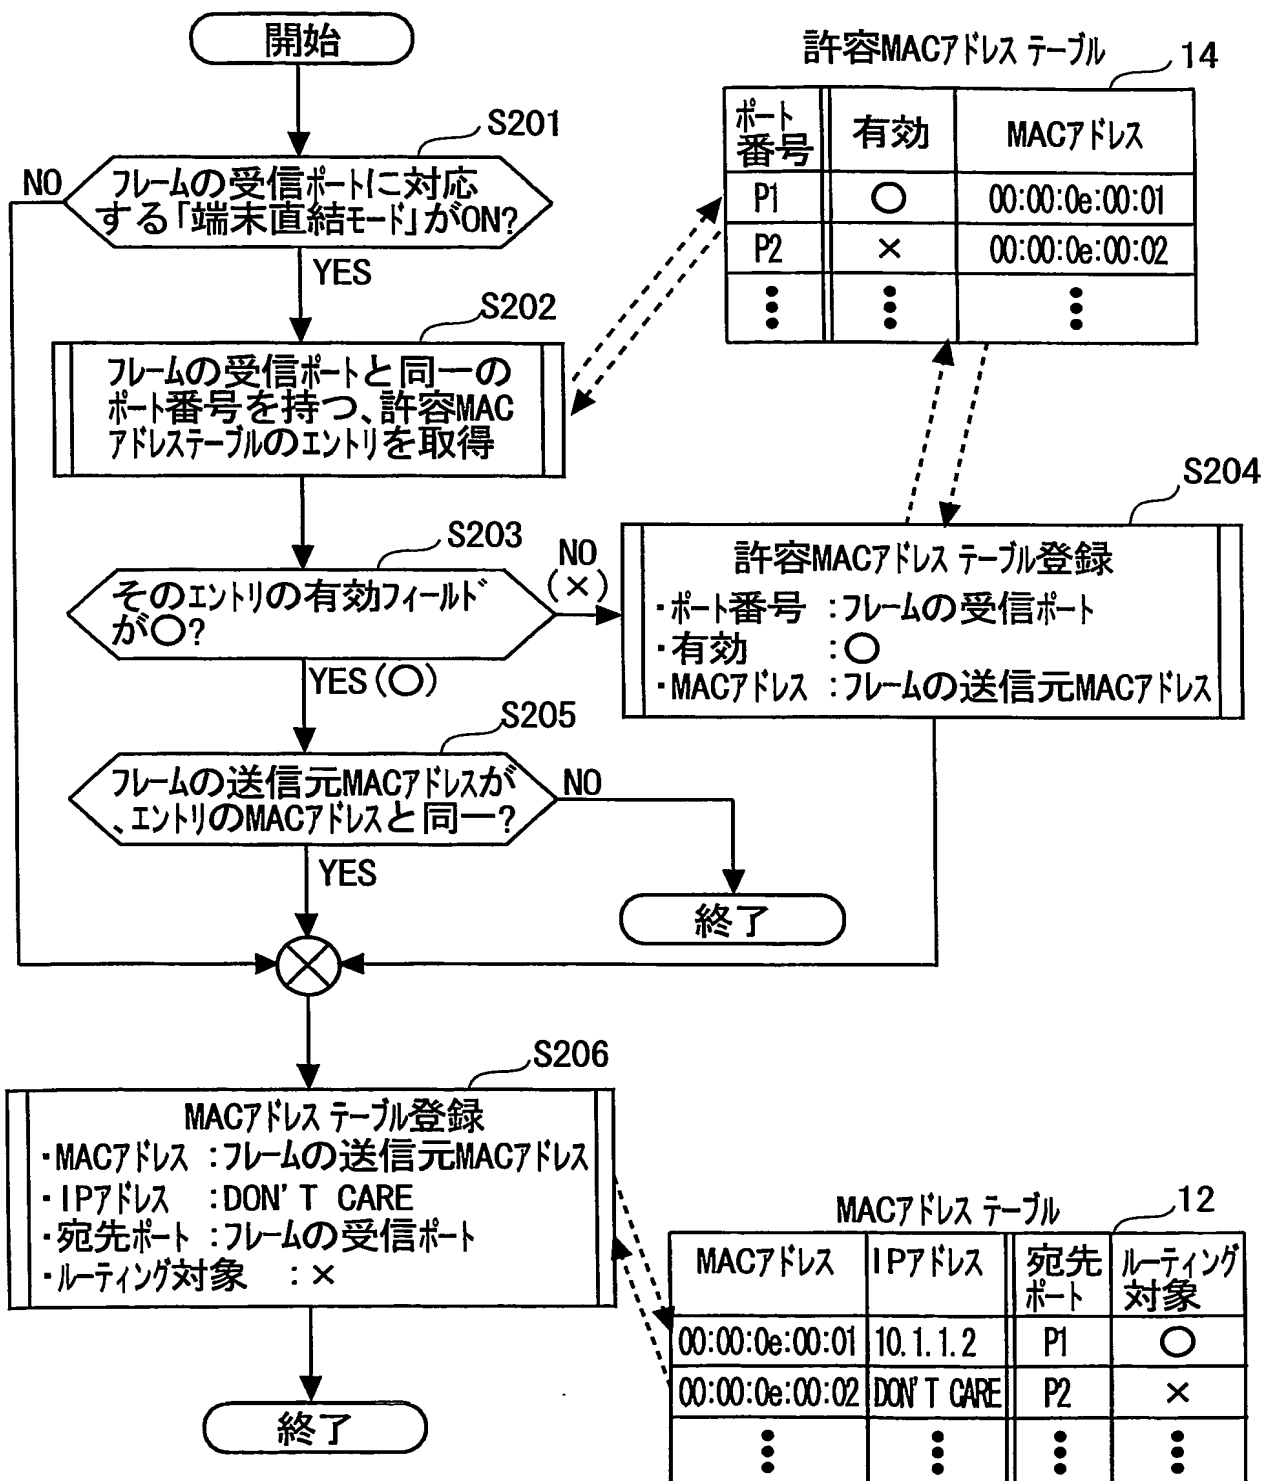 開始
S201
NO
フレームの受信ポートに対応
する「端末直結モード」がON?
YES
S202
フレームの受信ポートと同一の
ポート番号を持つ、許容MAC
アドレステーブルのエントリを取得
S203
そのエントリの有効フィールド
が○?
NO
(×)
YES(○)
S205
フレームの送信元MACアドレスが
、エントリのMACアドレスと同一?
NO
YES
終了
許容MACアドレス テーブル
14
ポート
番号
有効
MACアドレス
P1
○
00:00:0e:00:01
P2
×
00:00:0e:00:02
S204
許容MACアドレス テーブル登録
・ポート番号 :フレームの受信ポート
・有効 :○
・MACアドレス :フレームの送信元MACアドレス
S206
MACアドレス テーブル登録
・MACアドレス :フレームの送信元MACアドレス
・IPアドレス :DON'T CARE
・宛先ポート :フレームの受信ポート
・ルーティング対象 :×
終了
MACアドレス テーブル
12
MACアドレス
IPアドレス
宛先
ポート
ルーティング
対象
00:00:0e:00:01
10.1.1.2
P1
○
00:00:0e:00:02
DON'T CARE
P2
×